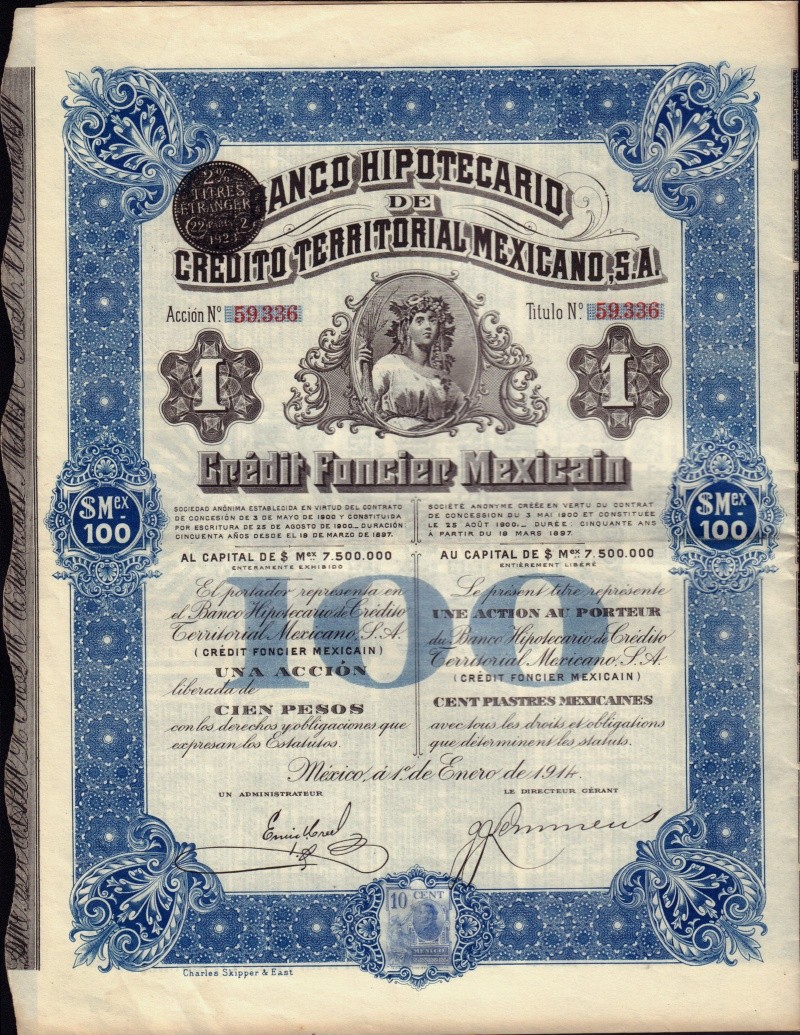 BANCO HIPOTECARIO
DE
CREDITO TERRITORIAL MEXICANO, S.A.
2%
TITRES
ETRANGERS
1921
Acción Nº. 59.336
Titulo Nº. 59.336
1
1
Crédit Foncier Mexicain
$ Mex
100
$ Mex
100
SOCIEDAD ANÓNIMA ESTABLECIDA EN VIRTUD DEL CONTRATO
DE CONCESIÓN DE 3 DE MAYO DE 1900 Y CONSTITUIDA
POR ESCRITURA DE 25 DE AGOSTO DE 1900._ DURACIÓN:
CINCUENTA AÑOS DESDE EL 18 DE MARZO DE 1897.
AL CAPITAL DE $ Mex 7.500.000
ENTERAMENTE EXHIBIDO
El portador representa en
el Banco Hipotecario de Crédito
Territorial Mexicano, S.A.
(CRÉDIT FONCIER MEXICAIN)
UNA ACCIÓN
liberada de
CIEN PESOS
con los derechos y obligaciones que
expresan los Estatutos.
SOCIÉTÉ ANONYME CRÉÉE EN VERTU DU CONTRAT
DE CONCESSION DU 3 MAI 1900 ET CONSTITUÉE
LE 25 AOÛT 1900._ DURÉE: CINQUANTE ANS
À PARTIR DU 18 MARS 1897.
AU CAPITAL DE $ Mex 7.500.000
ENTIÈREMENT LIBÉRÉ
Le présent titre représente
UNE ACTION AU PORTEUR
du Banco Hipotecario de Crédito
Territorial Mexicano, S.A.
(CRÉDIT FONCIER MEXICAIN)
CENT PIASTRES MEXICAINES
avec tous les droits et obligations
que determinent les statuts.
100
México, á 1º de Enero de 1914.
UN ADMINISTRATEUR
LE DIRECTEUR GÉRANT
10 CENT
Charles Skipper & East